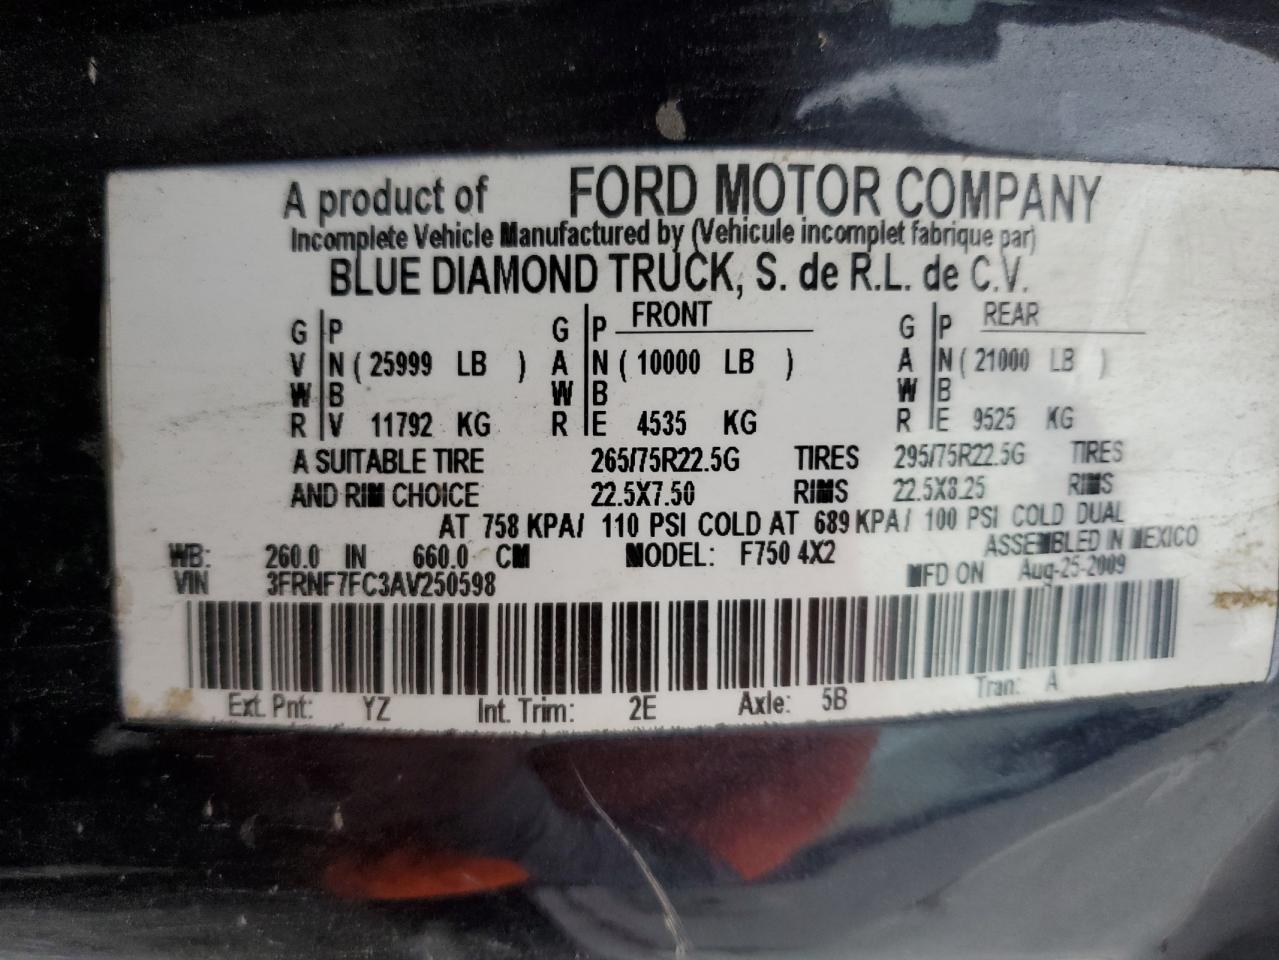 A product of FORD MOTOR COMPANY
Incomplete Vehicle Manufactured by (Vehicule incomplet fabrique par)
BLUE DIAMOND TRUCK, S. de R.L. de C.V.
G P G P FRONT G P REAR
V N ( 25999 LB ) A N ( 10000 LB ) A N ( 21000 LB )
W B W B W B
R V 11792 KG R E 4535 KG R E 9525 KG
A SUITABLE TIRE 265/75R22.5G TIRES 295/75R22.5G TIRES
AND RIM CHOICE 22.5X7.50 RIMS 22.5X8.25 RIMS
AT 758 KPA/ 110 PSI COLD AT 689 KPA/ 100 PSI COLD DUAL
WB: 260.0 IN 660.0 CM MODEL: F750 4X2 ASSEMBLED IN MEXICO
VIN 3FRNF7FC3AV250598 MFD ON Aug-25-2009
Ext. Pnt: YZ Int. Trim: 2E Axle: 5B Tran: A